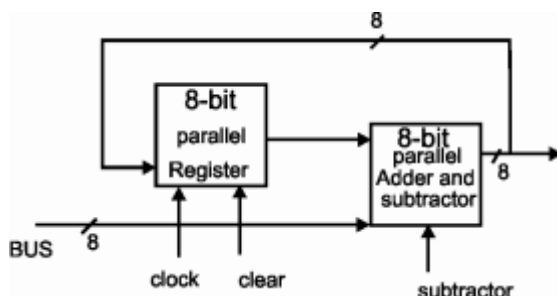 8
8-bit
parallel
Register
8-bit
parallel
Adder and
subtractor
8
BUS
8
clock
clear
subtractor